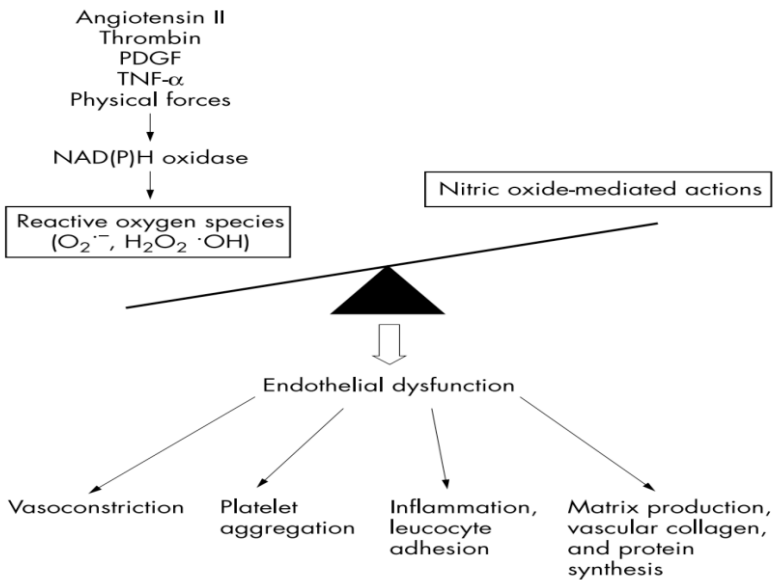 Angiotensin II
Thrombin
PDGF
TNF-α
Physical forces
NAD(P)H oxidase
Reactive oxygen species
(O₂·⁻, H₂O₂ ·OH)
Nitric oxide-mediated actions
Endothelial dysfunction
Vasoconstriction
Platelet
aggregation
Inflammation,
leucocyte
adhesion
Matrix production,
vascular collagen,
and protein
synthesis